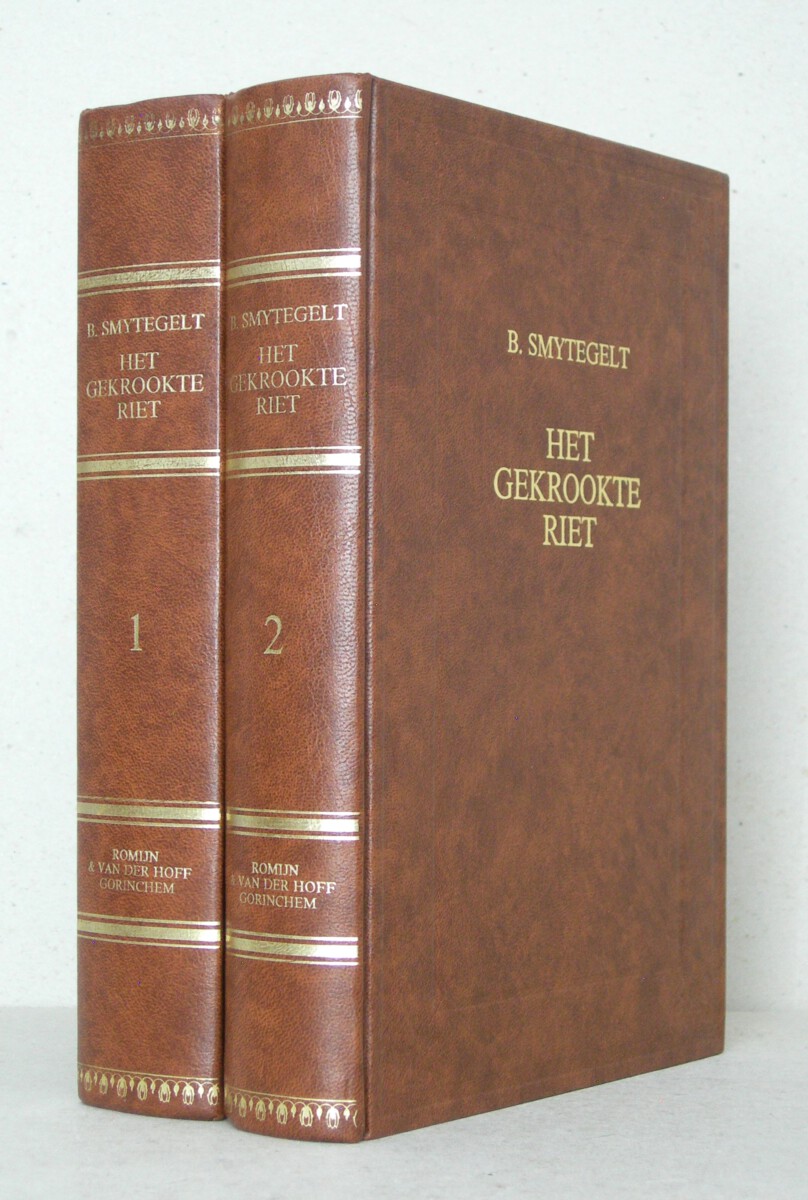 B. SMYTEGELT
HET
GEKROOKTE
RIET
1
ROMIJN
& VAN DER HOFF
GORINCHEM
B. SMYTEGELT
HET
GEKROOKTE
RIET
2
ROMIJN
& VAN DER HOFF
GORINCHEM
B. SMYTEGELT
HET
GEKROOKTE
RIET